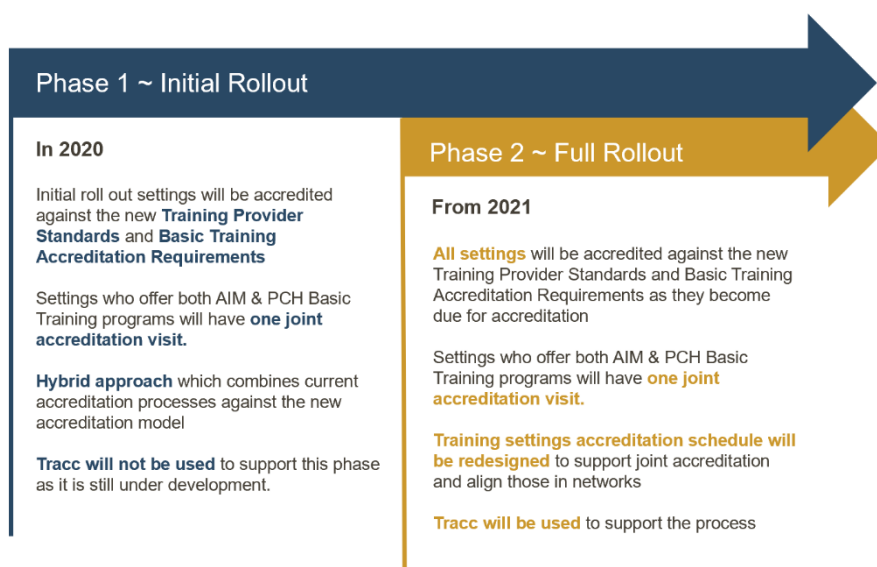 Phase 1 ~ Initial Rollout
In 2020
Initial roll out settings will be accredited
against the new Training Provider
Standards and Basic Training
Accreditation Requirements
Settings who offer both AIM & PCH Basic
Training programs will have one joint
accreditation visit.
Hybrid approach which combines current
accreditation processes against the new
accreditation model
Tracc will not be used to support this phase
as it is still under development.
Phase 2 ~ Full Rollout
From 2021
All settings will be accredited against the new
Training Provider Standards and Basic Training
Accreditation Requirements as they become
due for accreditation
Settings who offer both AIM & PCH Basic
Training programs will have one joint
accreditation visit.
Training settings accreditation schedule will
be redesigned to support joint accreditation
and align those in networks
Tracc will be used to support the process